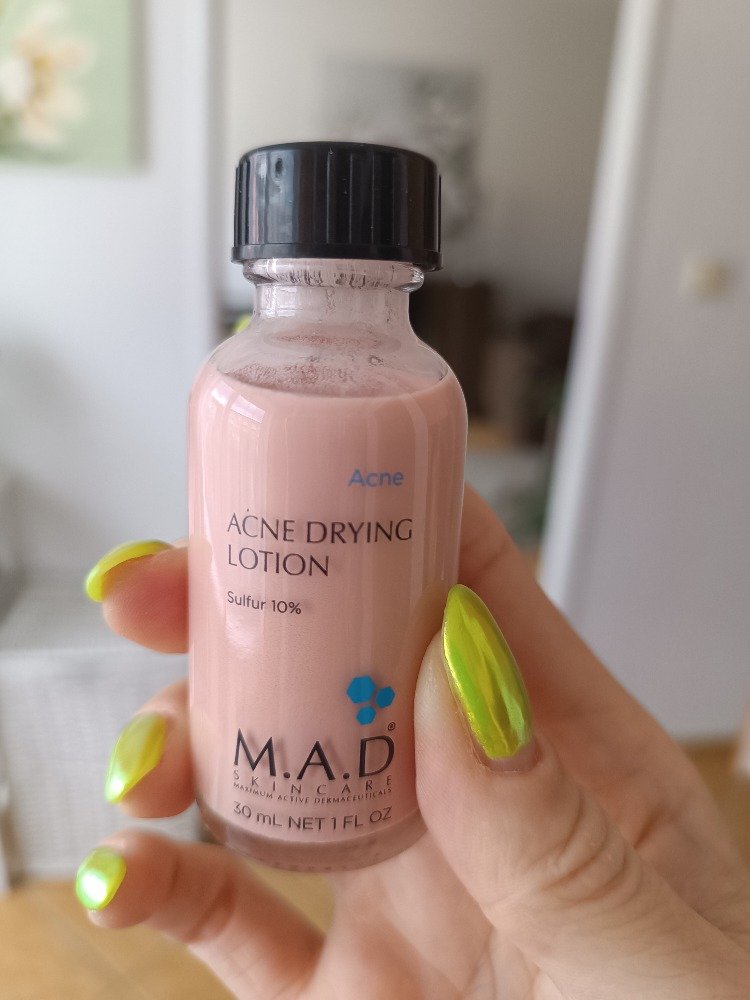 Acne
ACNE DRYING
LOTION
Sulfur 10%
M.A.D®
SKINCARE
MAXIMUM ACTIVE DERMACEUTICALS
30 mL NET 1 FL OZ